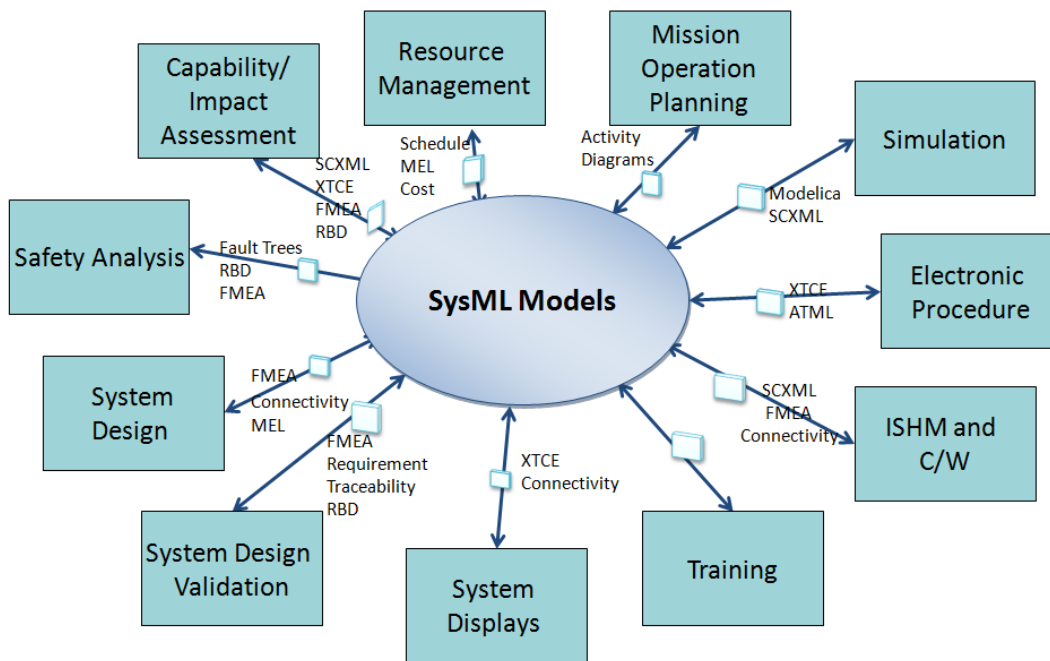 Resource
Management
Mission
Operation
Planning
Capability/
Impact
Assessment
Simulation
Schedule
MEL
Cost
Activity
Diagrams
SCXML
XTCE
FMEA
RBD
Modelica
SCXML
Safety Analysis
Fault Trees
RBD
FMEA
SysML Models
XTCE
ATML
Electronic
Procedure
System
Design
FMEA
Connectivity
MEL
SCXML
FMEA
Connectivity
ISHM and
C/W
FMEA
Requirement
Traceability
RBD
XTCE
Connectivity
System Design
Validation
System
Displays
Training